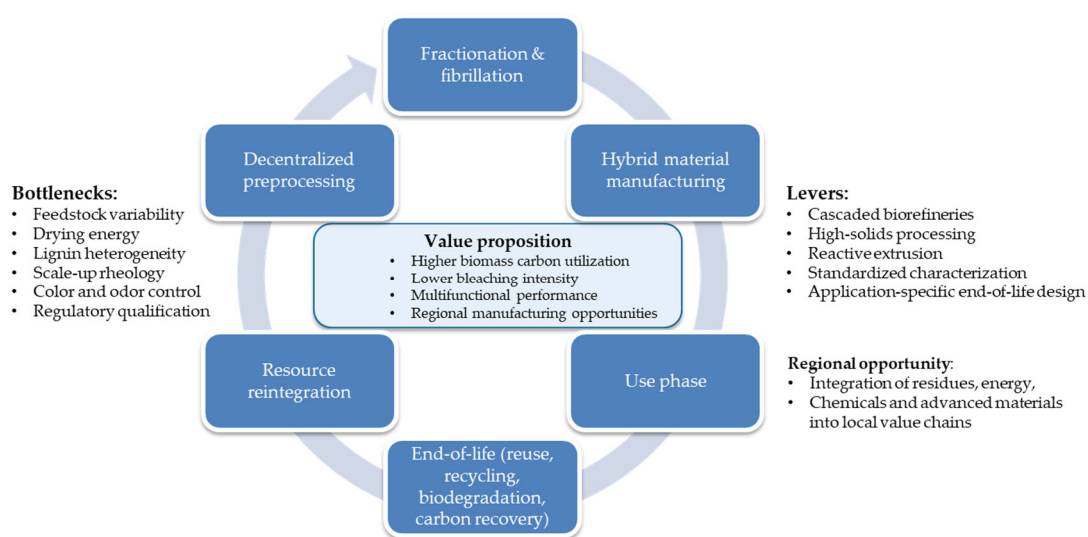 Fractionation &
fibrillation
Decentralized
preprocessing
Hybrid material
manufacturing
Bottlenecks:
• Feedstock variability
• Drying energy
• Lignin heterogeneity
• Scale-up rheology
• Color and odor control
• Regulatory qualification
Value proposition
• Higher biomass carbon utilization
• Lower bleaching intensity
• Multifunctional performance
• Regional manufacturing opportunities
Levers:
• Cascaded biorefineries
• High-solids processing
• Reactive extrusion
• Standardized characterization
• Application-specific end-of-life design
Resource
reintegration
Use phase
Regional opportunity:
• Integration of residues, energy,
• Chemicals and advanced materials
into local value chains
End-of-life (reuse,
recycling,
biodegradation,
carbon recovery)